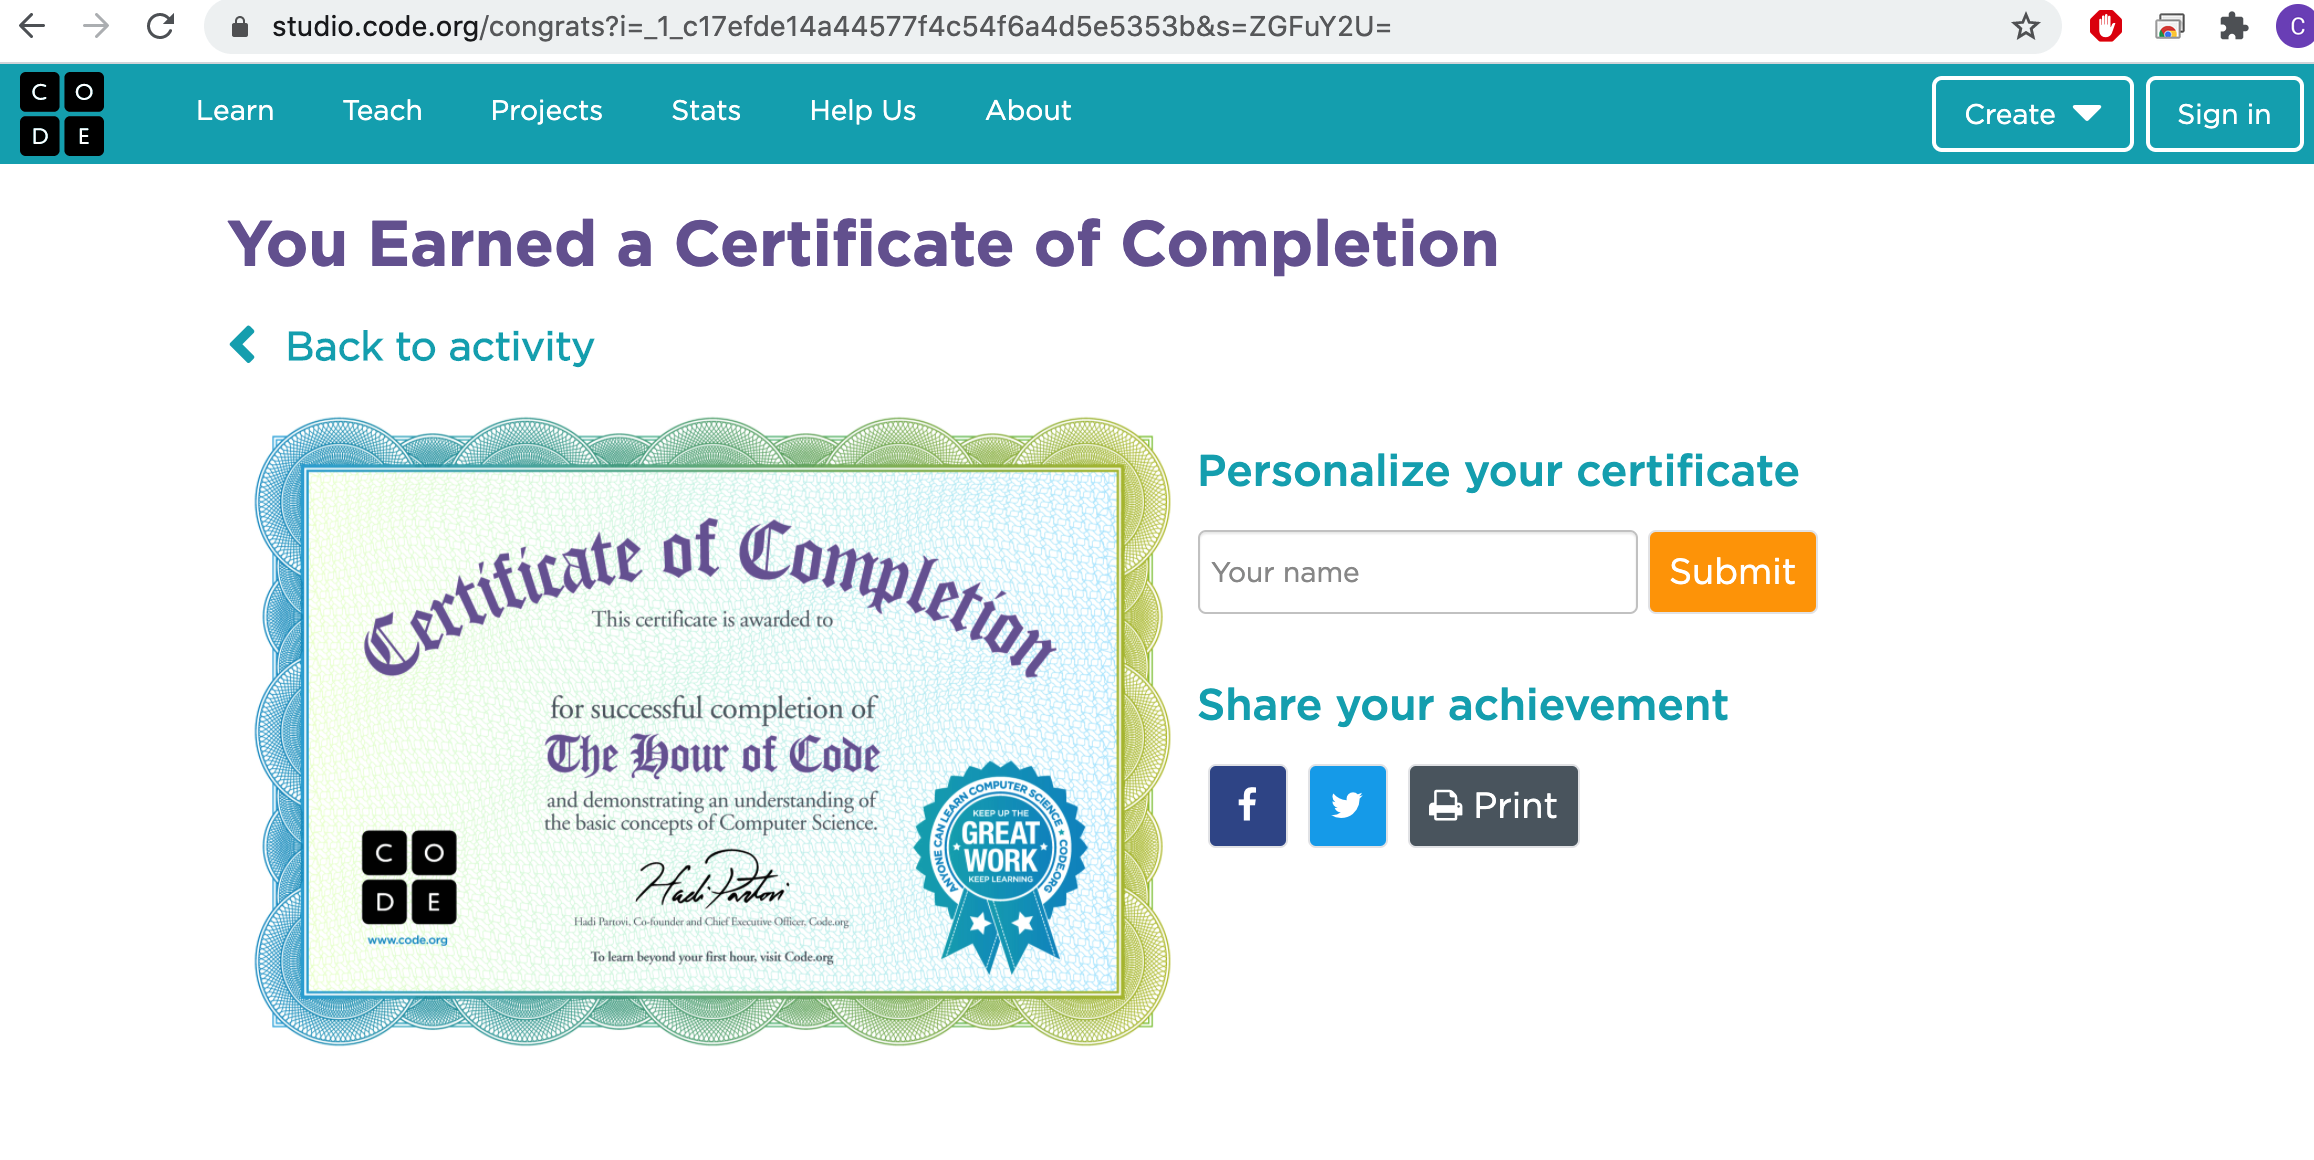 studio.code.org/congrats?i=_1_c17efde14a44577f4c54f6a4d5e5353b&s=ZGFuY2U=
C
C O
D E
Learn Teach Projects Stats Help Us About
Create Sign in
You Earned a Certificate of Completion
Back to activity
Certificate of Completion
This certificate is awarded to
for successful completion of
The Hour of Code
and demonstrating an understanding of
the basic concepts of Computer Science.
Hadi Partovi
Hadi Partovi, Co-founder and Chief Executive Officer, Code.org
To learn beyond your first hour, visit Code.org
C O
D E
www.code.org
ANYONE CAN LEARN COMPUTER SCIENCE • CODE.ORG
KEEP UP THE
GREAT
WORK
KEEP LEARNING
Personalize your certificate
Your name Submit
Share your achievement
f Print